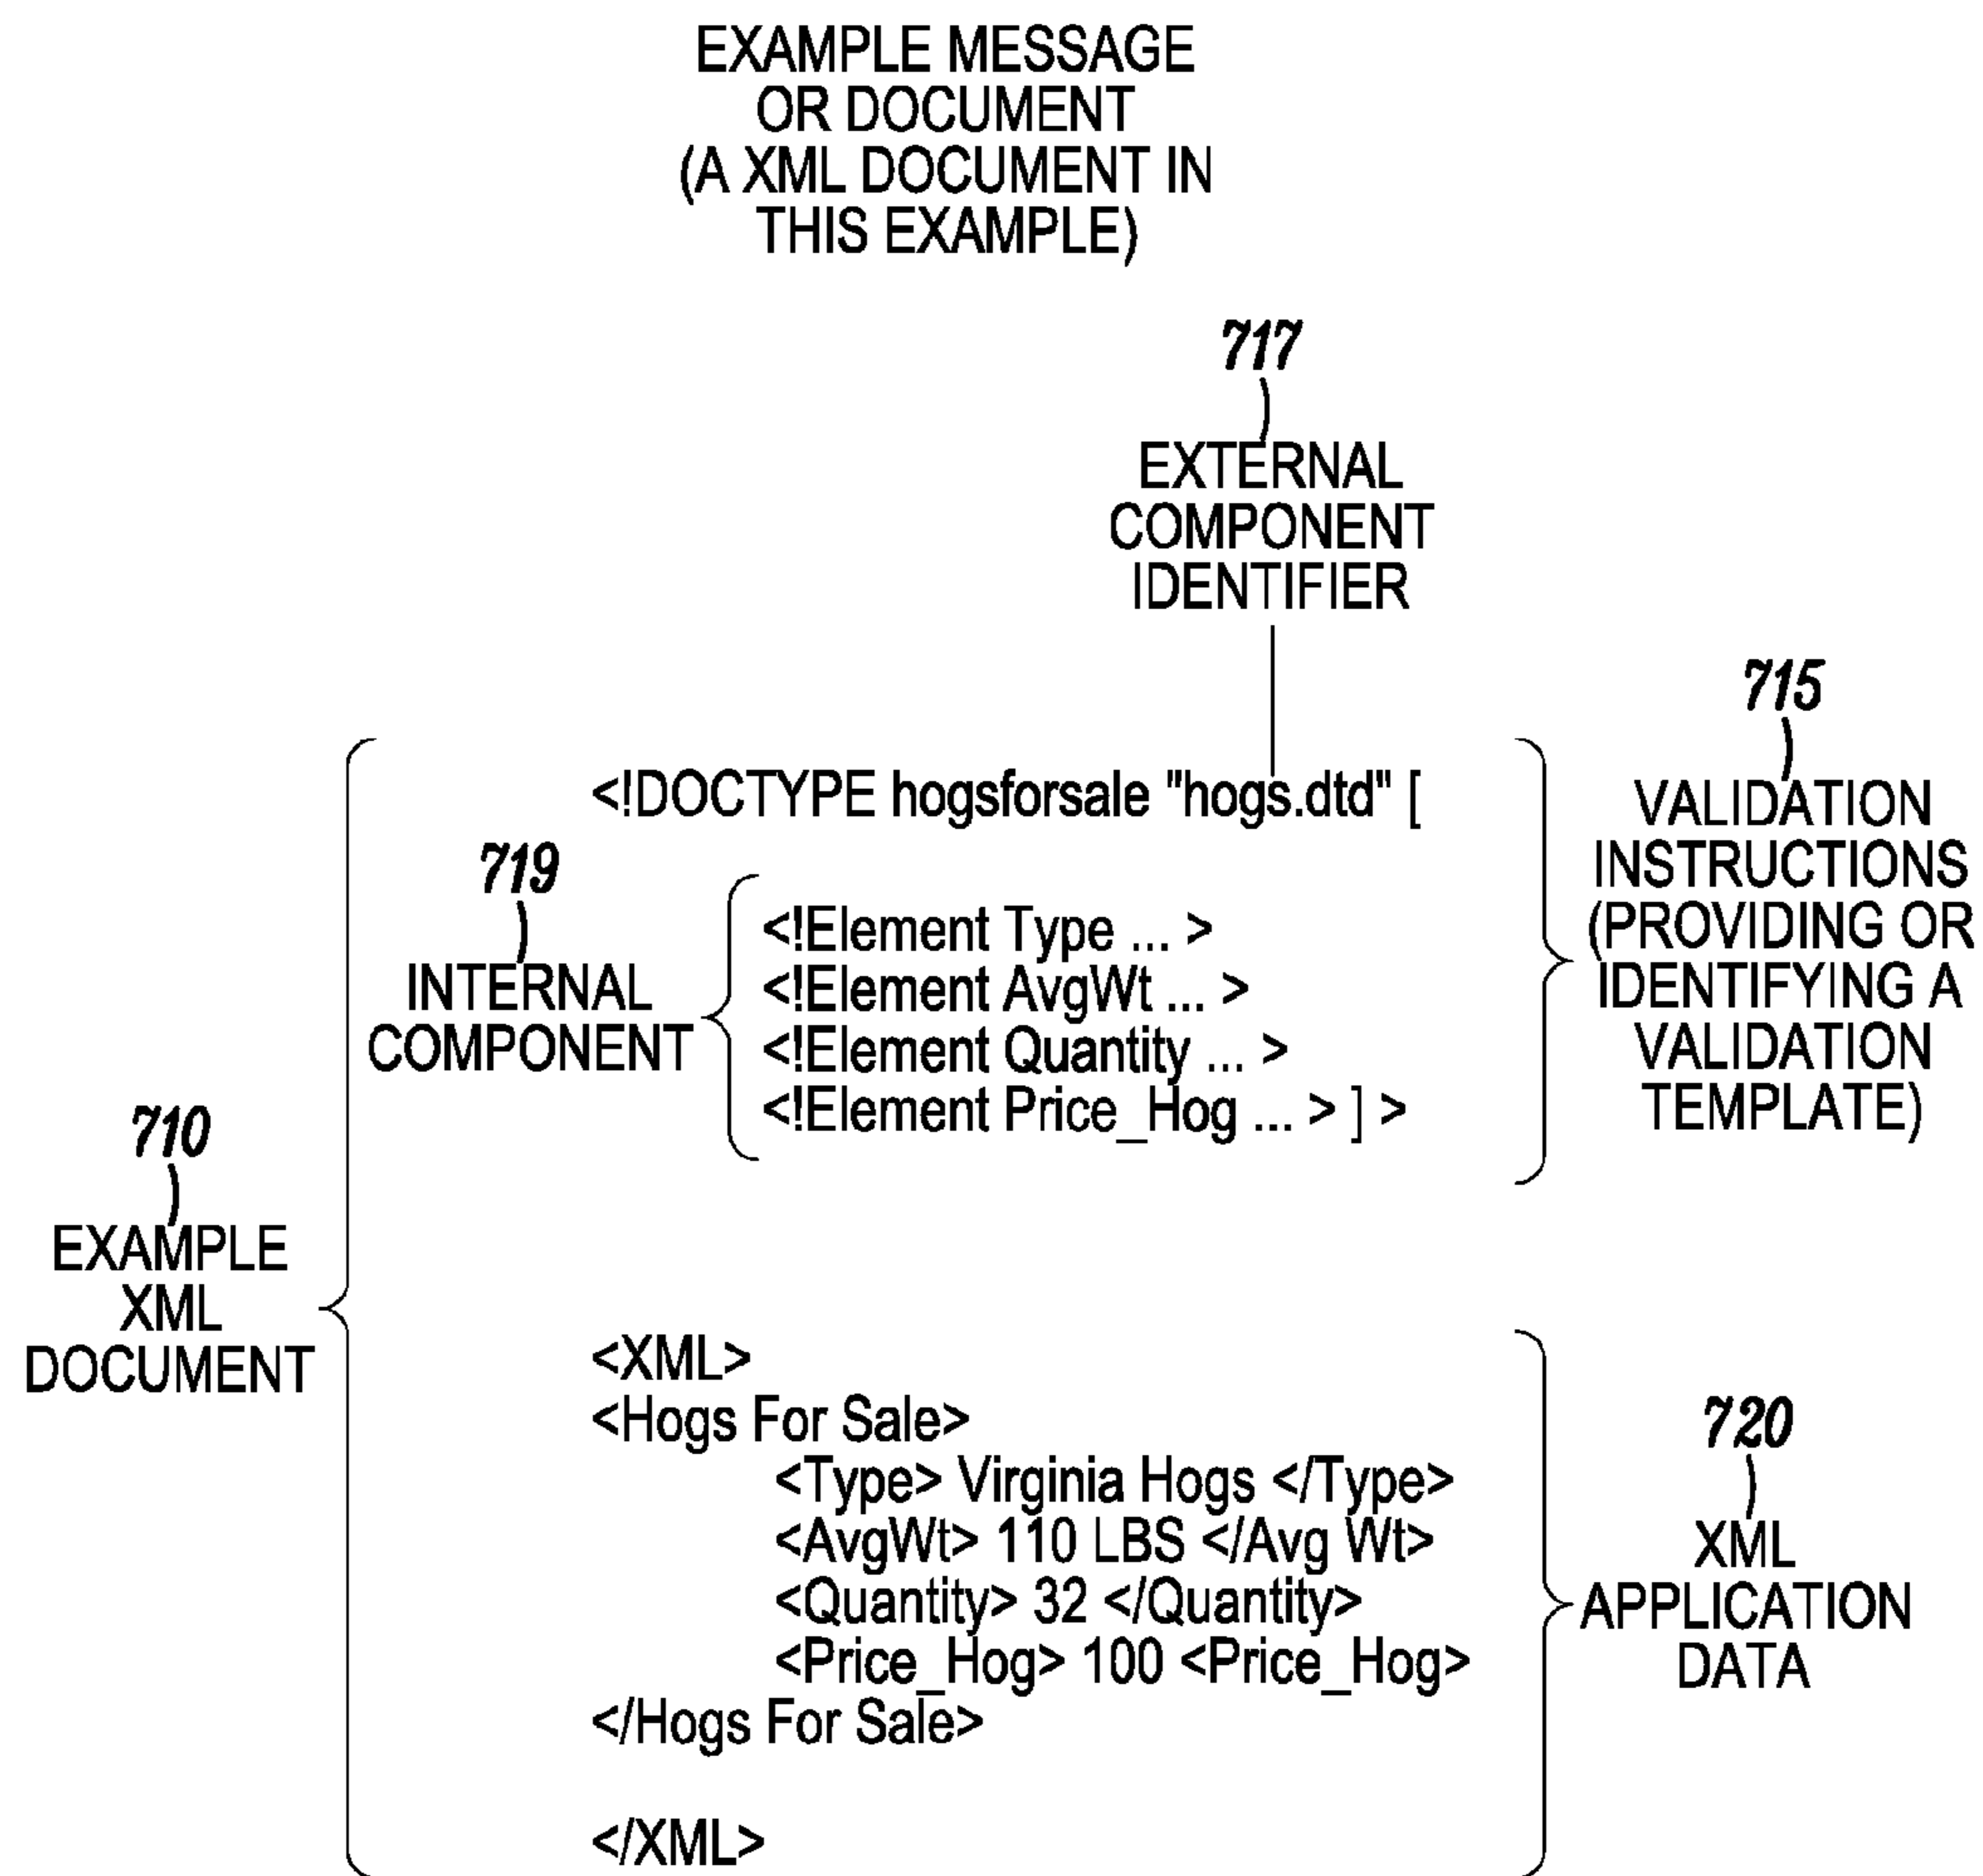 EXAMPLE MESSAGE
OR DOCUMENT
(A XML DOCUMENT IN
THIS EXAMPLE)
717
EXTERNAL
COMPONENT
IDENTIFIER
715
VALIDATION
INSTRUCTIONS
(PROVIDING OR
IDENTIFYING A
VALIDATION
TEMPLATE)
<!DOCTYPE hogsforsale "hogs.dtd" [
719
INTERNAL
COMPONENT
<!Element Type ... >
<!Element AvgWt ... >
<!Element Quantity ... >
<!Element Price_Hog ... > ] >
710
EXAMPLE
XML
DOCUMENT
<XML>
<Hogs For Sale>
<Type> Virginia Hogs </Type>
<AvgWt> 110 LBS </Avg Wt>
<Quantity> 32 </Quantity>
<Price_Hog> 100 <Price_Hog>
</Hogs For Sale>
</XML>
720
XML
APPLICATION
DATA